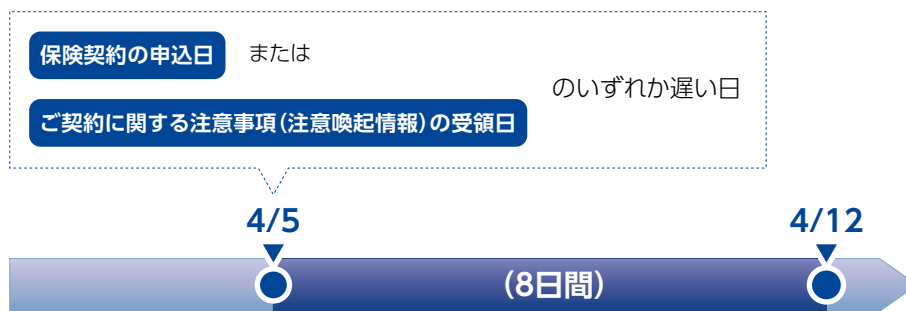 保険契約の申込日 または
のいずれか遅い日
ご契約に関する注意事項（注意喚起情報）の受領日
4/5 4/12
（8日間）